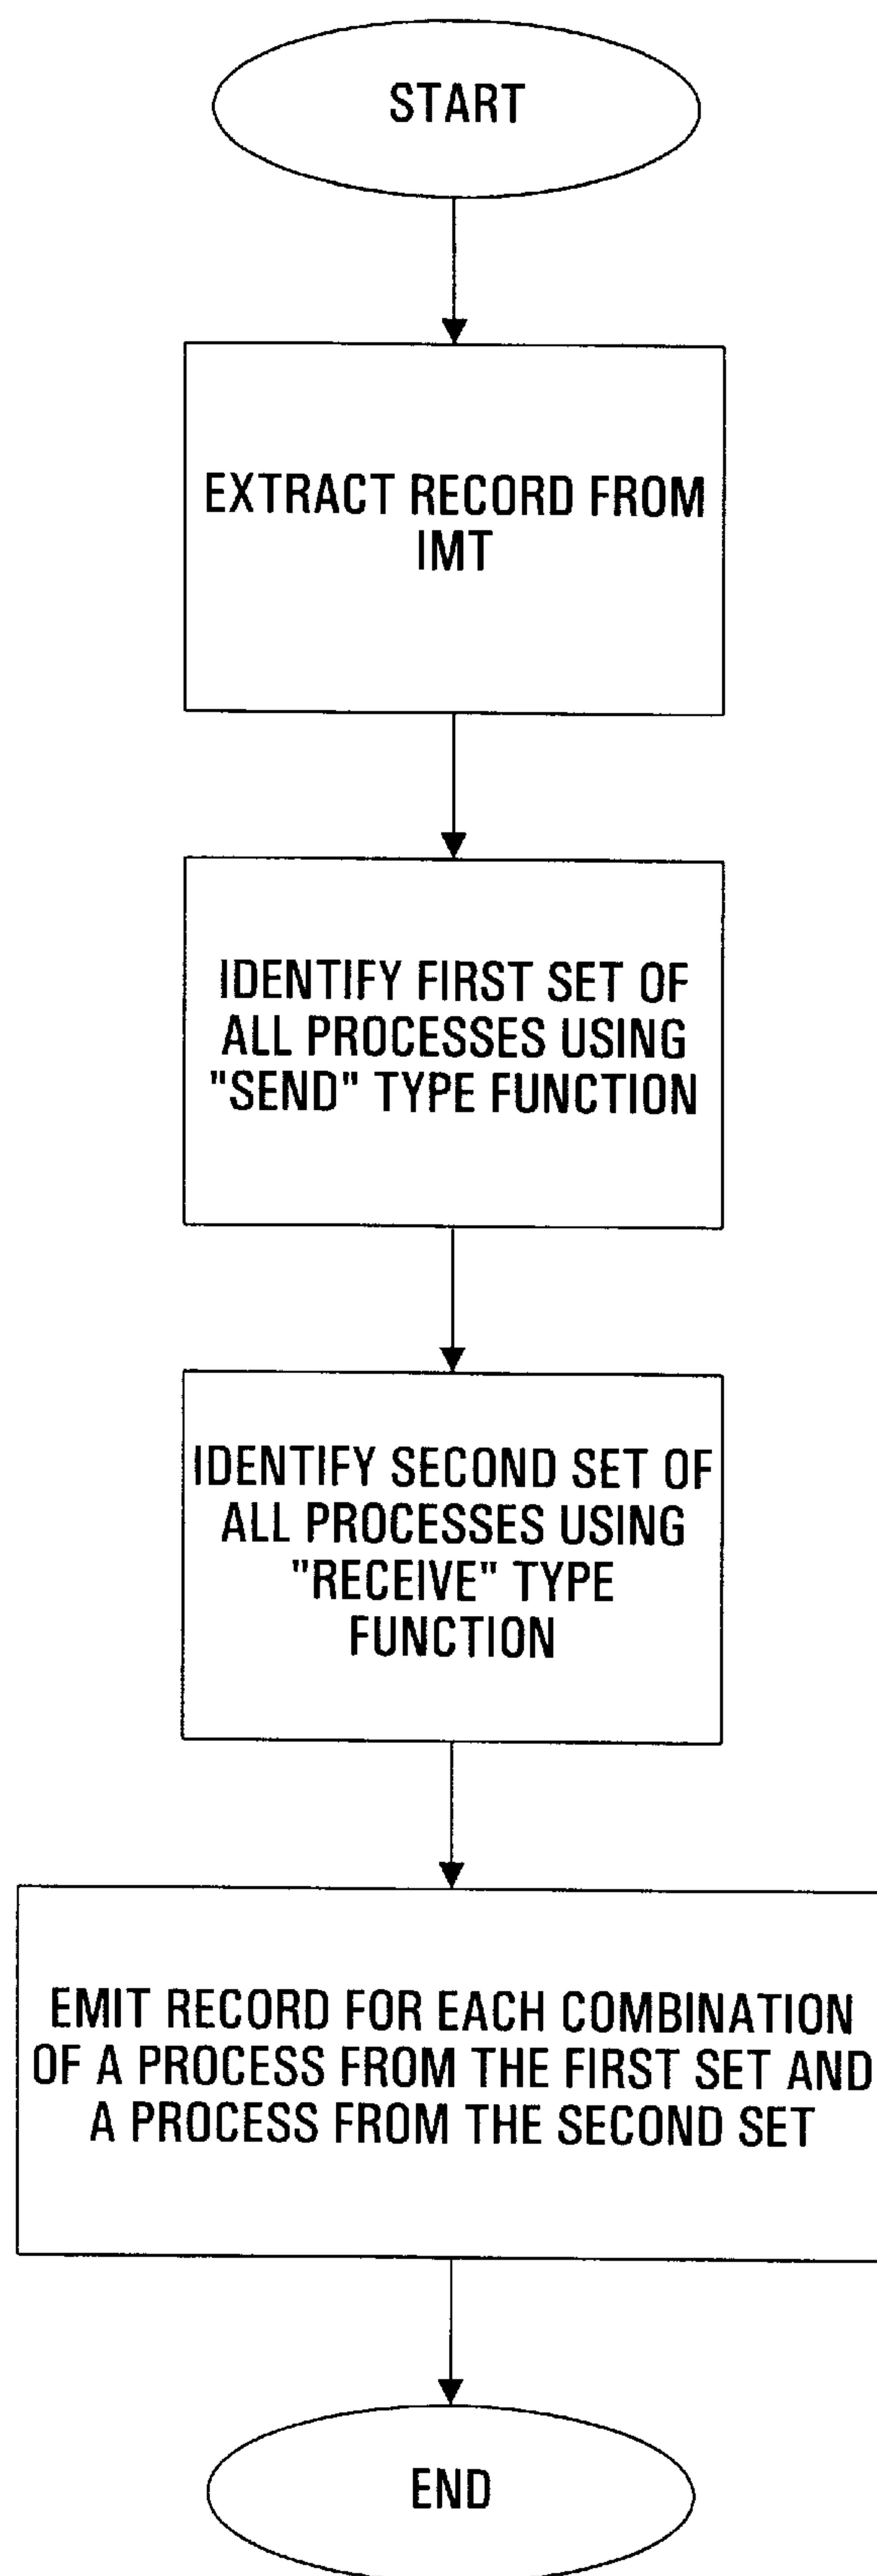 START
EXTRACT RECORD FROM
IMT
IDENTIFY FIRST SET OF
ALL PROCESSES USING
"SEND" TYPE FUNCTION
IDENTIFY SECOND SET OF
ALL PROCESSES USING
"RECEIVE" TYPE
FUNCTION
EMIT RECORD FOR EACH COMBINATION
OF A PROCESS FROM THE FIRST SET AND
A PROCESS FROM THE SECOND SET
END